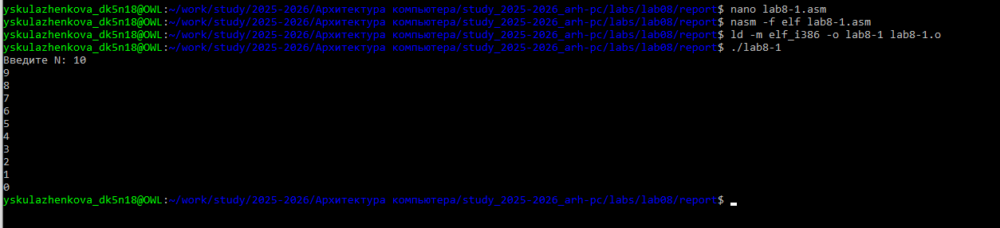 yskulazhenkova_dk5n18@OWL:~/work/study/2025-2026/Архитектура компьютера/study_2025-2026_arh-pc/labs/lab08/report$ nano lab8-1.asm
yskulazhenkova_dk5n18@OWL:~/work/study/2025-2026/Архитектура компьютера/study_2025-2026_arh-pc/labs/lab08/report$ nasm -f elf lab8-1.asm
yskulazhenkova_dk5n18@OWL:~/work/study/2025-2026/Архитектура компьютера/study_2025-2026_arh-pc/labs/lab08/report$ ld -m elf_i386 -o lab8-1 lab8-1.o
yskulazhenkova_dk5n18@OWL:~/work/study/2025-2026/Архитектура компьютера/study_2025-2026_arh-pc/labs/lab08/report$ ./lab8-1
Введите N: 10
9
8
7
6
5
4
3
2
1
0
yskulazhenkova_dk5n18@OWL:~/work/study/2025-2026/Архитектура компьютера/study_2025-2026_arh-pc/labs/lab08/report$